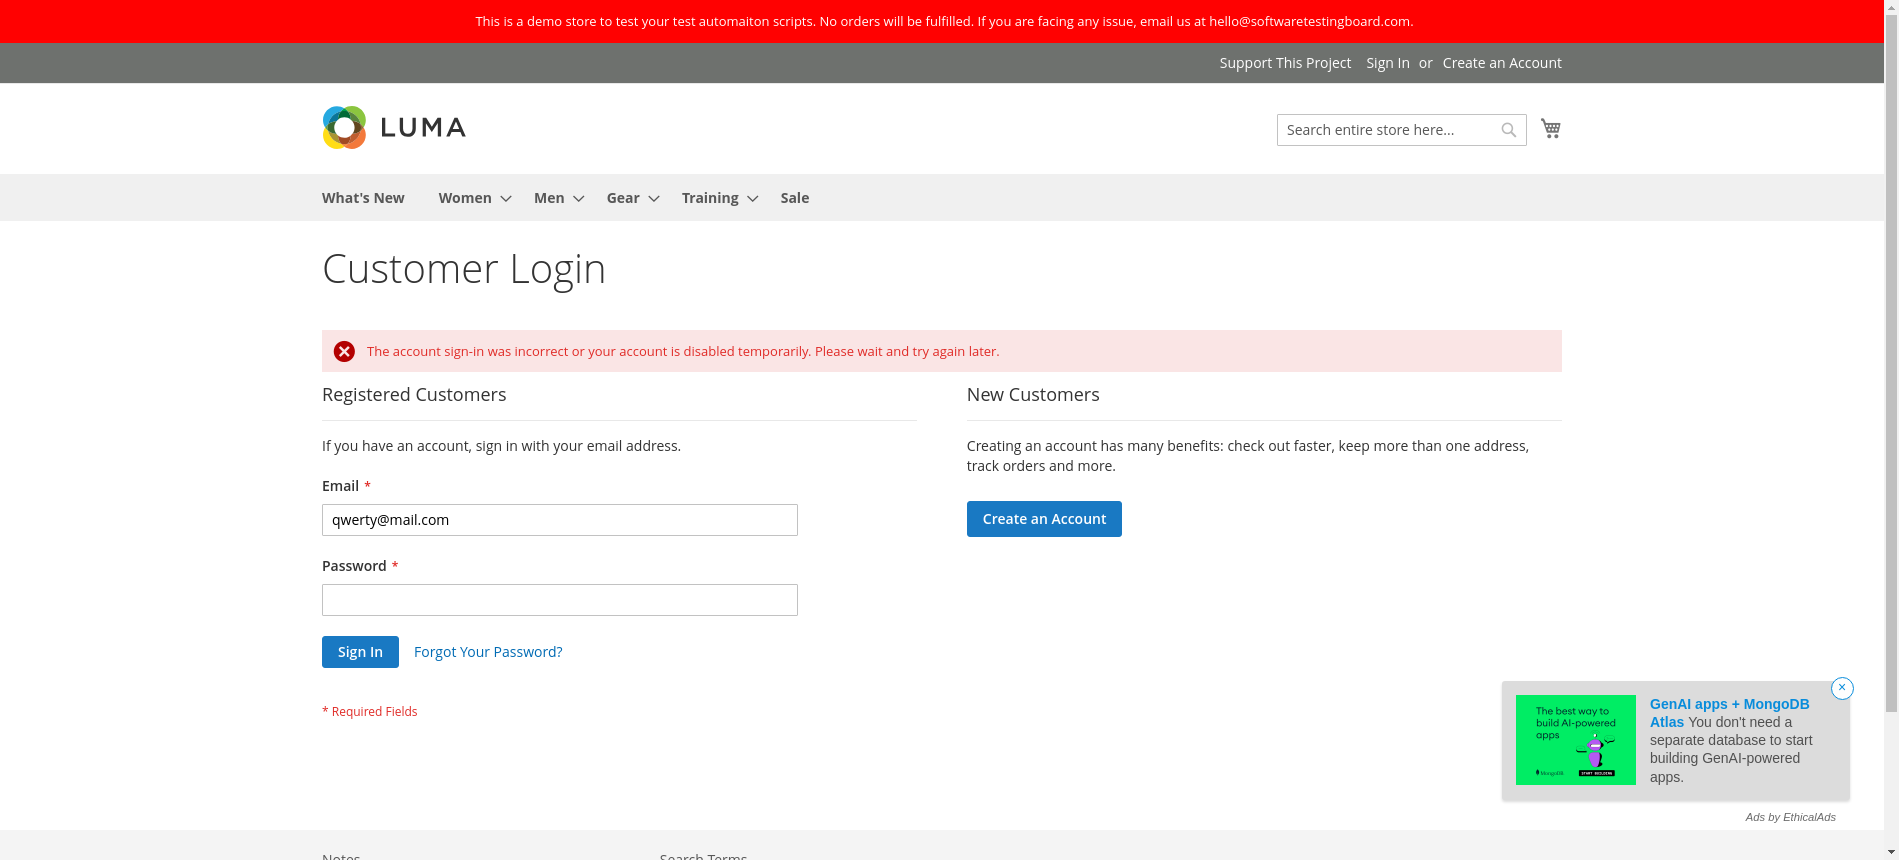 This is a demo store to test your test automaiton scripts. No orders will be fulfilled. If you are facing any issue, email us at hello@softwaretestingboard.com.
Support This Project Sign In or Create an Account
LUMA
Search entire store here...
What's New Women Men Gear Training Sale
Customer Login
The account sign-in was incorrect or your account is disabled temporarily. Please wait and try again later.
Registered Customers
If you have an account, sign in with your email address.
Email *
qwerty@mail.com
Password *
Sign In Forgot Your Password?
* Required Fields
New Customers
Creating an account has many benefits: check out faster, keep more than one address,
track orders and more.
Create an Account
The best way to
build AI-powered
apps
MongoDB
START BUILDING
GenAI apps + MongoDB
Atlas You don't need a
separate database to start
building GenAI-powered
apps.
Ads by EthicalAds
Notes Search Terms